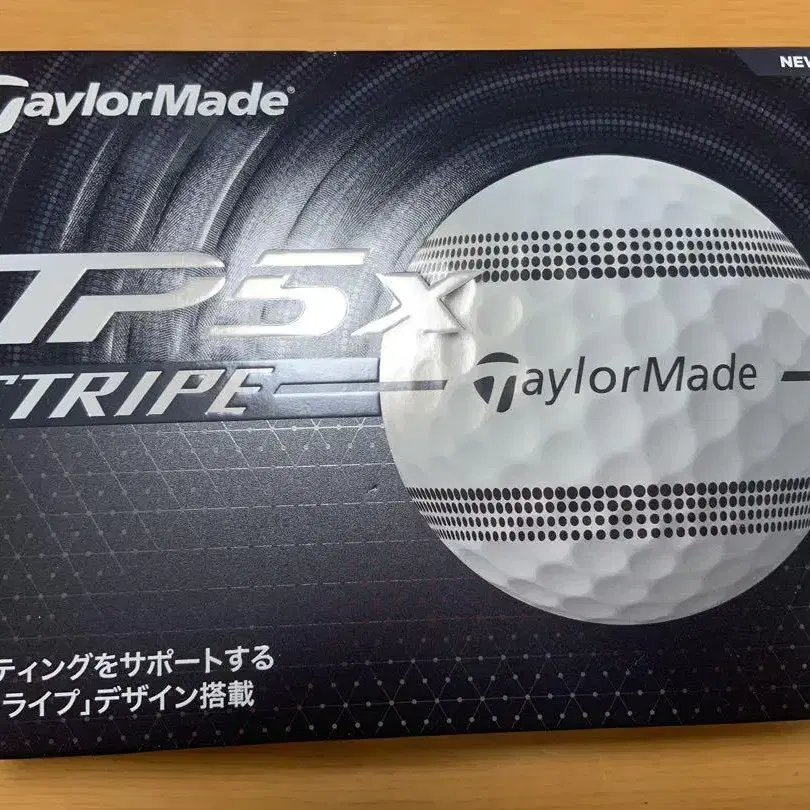 TaylorMade
NEW
TP5x
STRIPE
TaylorMade
ティングをサポートする
ライプ」デザイン搭載